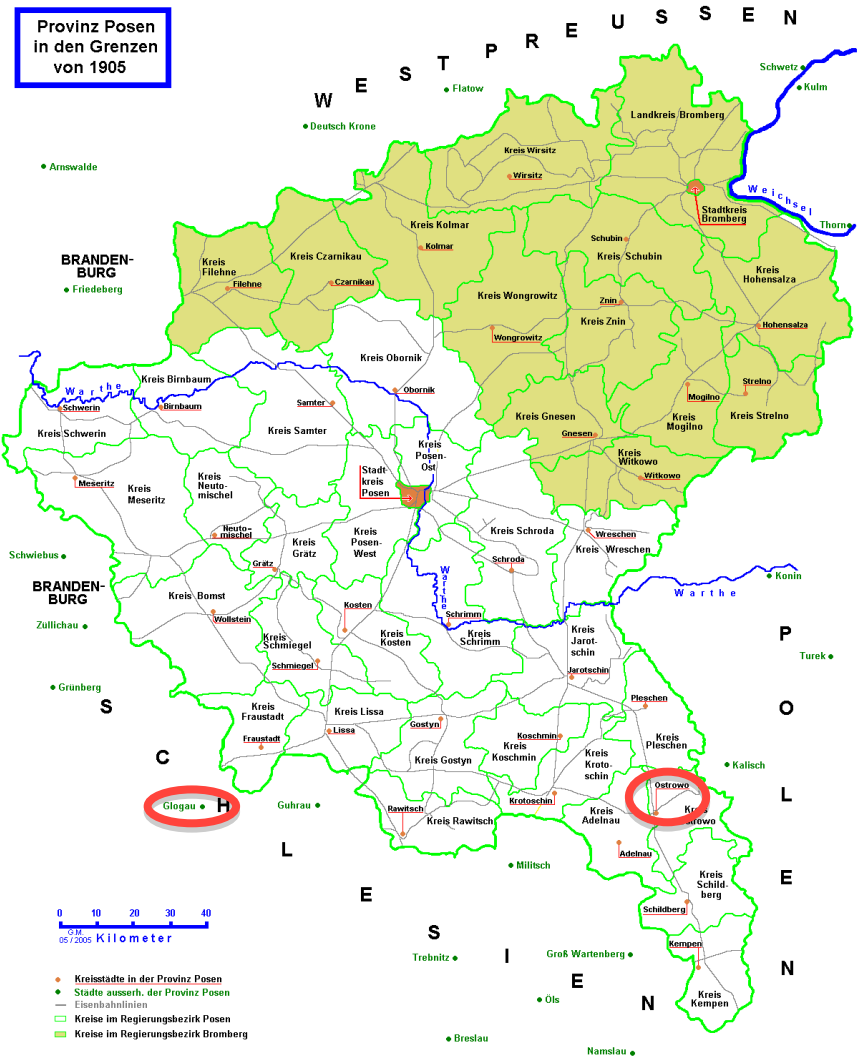 Provinz Posen
in den Grenzen
von 1905
W E S T P R E U S S E N
Schwetz
Kulm
Flatow
Deutsch Krone
Arnswalde
Landkreis Bromberg
Kreis Wirsitz
Wirsitz
Weichsel
Stadtkreis
Bromberg
Thorn
Kreis Kolmar
Kolmar
Schubin
Kreis Schubin
BRANDEN-
BURG
Friedeberg
Kreis
Filehne
Filehne
Kreis Czarnikau
Czarnikau
Kreis
Hohensalza
Hohensalza
Kreis Wongrowitz
Wongrowitz
Znin
Kreis Znin
Kreis Obornik
Obornik
Warthe
Kreis Birnbaum
Birnbaum
Schwerin
Kreis Schwerin
Samter
Kreis Samter
Mogilno
Kreis
Mogilno
Strelno
Kreis Strelno
Kreis Gnesen
Gnesen
Kreis
Posen-
Ost
Kreis
Witkowo
Witkowo
Meseritz
Kreis
Meseritz
Kreis
Neuto-
mischel
Neuto-
mischel
Stadt-
kreis
Posen
Kreis
Grätz
Grätz
Kreis
Posen-
West
Kreis Schroda
Schroda
Wreschen
Kreis Wreschen
Schwiebus
BRANDEN-
BURG
Züllichau
Grünberg
Kreis Bomst
Wollstein
Kosten
Kreis
Kosten
Warthe
Schrimm
Kreis
Schrimm
Warthe
Konin
Turek
Kreis
Schmiegel
Schmiegel
Kreis
Jarot-
schin
Jarotschin
Kreis
Fraustadt
Fraustadt
Kreis Lissa
Lissa
Gostyn
Kreis Gostyn
Koschmin
Kreis
Koschmin
Pleschen
Kreis
Pleschen
Kreis
Kroto-
schin
Krotoschin
Kalisch
Glogau
Guhrau
Rawitsch
Kreis Rawitsch
Kreis
Adelnau
Adelnau
Ostrowo
Kreis
Ostrowo
Militsch
Kreis
Schild-
berg
Schildberg
Kempen
Kreis
Kempen
S C H L E S I E N
P O L E N
Trebnitz
Groß Wartenberg
Öls
Breslau
Namslau
0 10 20 30 40
G.M.
05 / 2005 Kilometer
Kreisstädte in der Provinz Posen
Städte ausserh. der Provinz Posen
Eisenbahnlinien
Kreise im Regierungsbezirk Posen
Kreise im Regierungsbezirk Bromberg